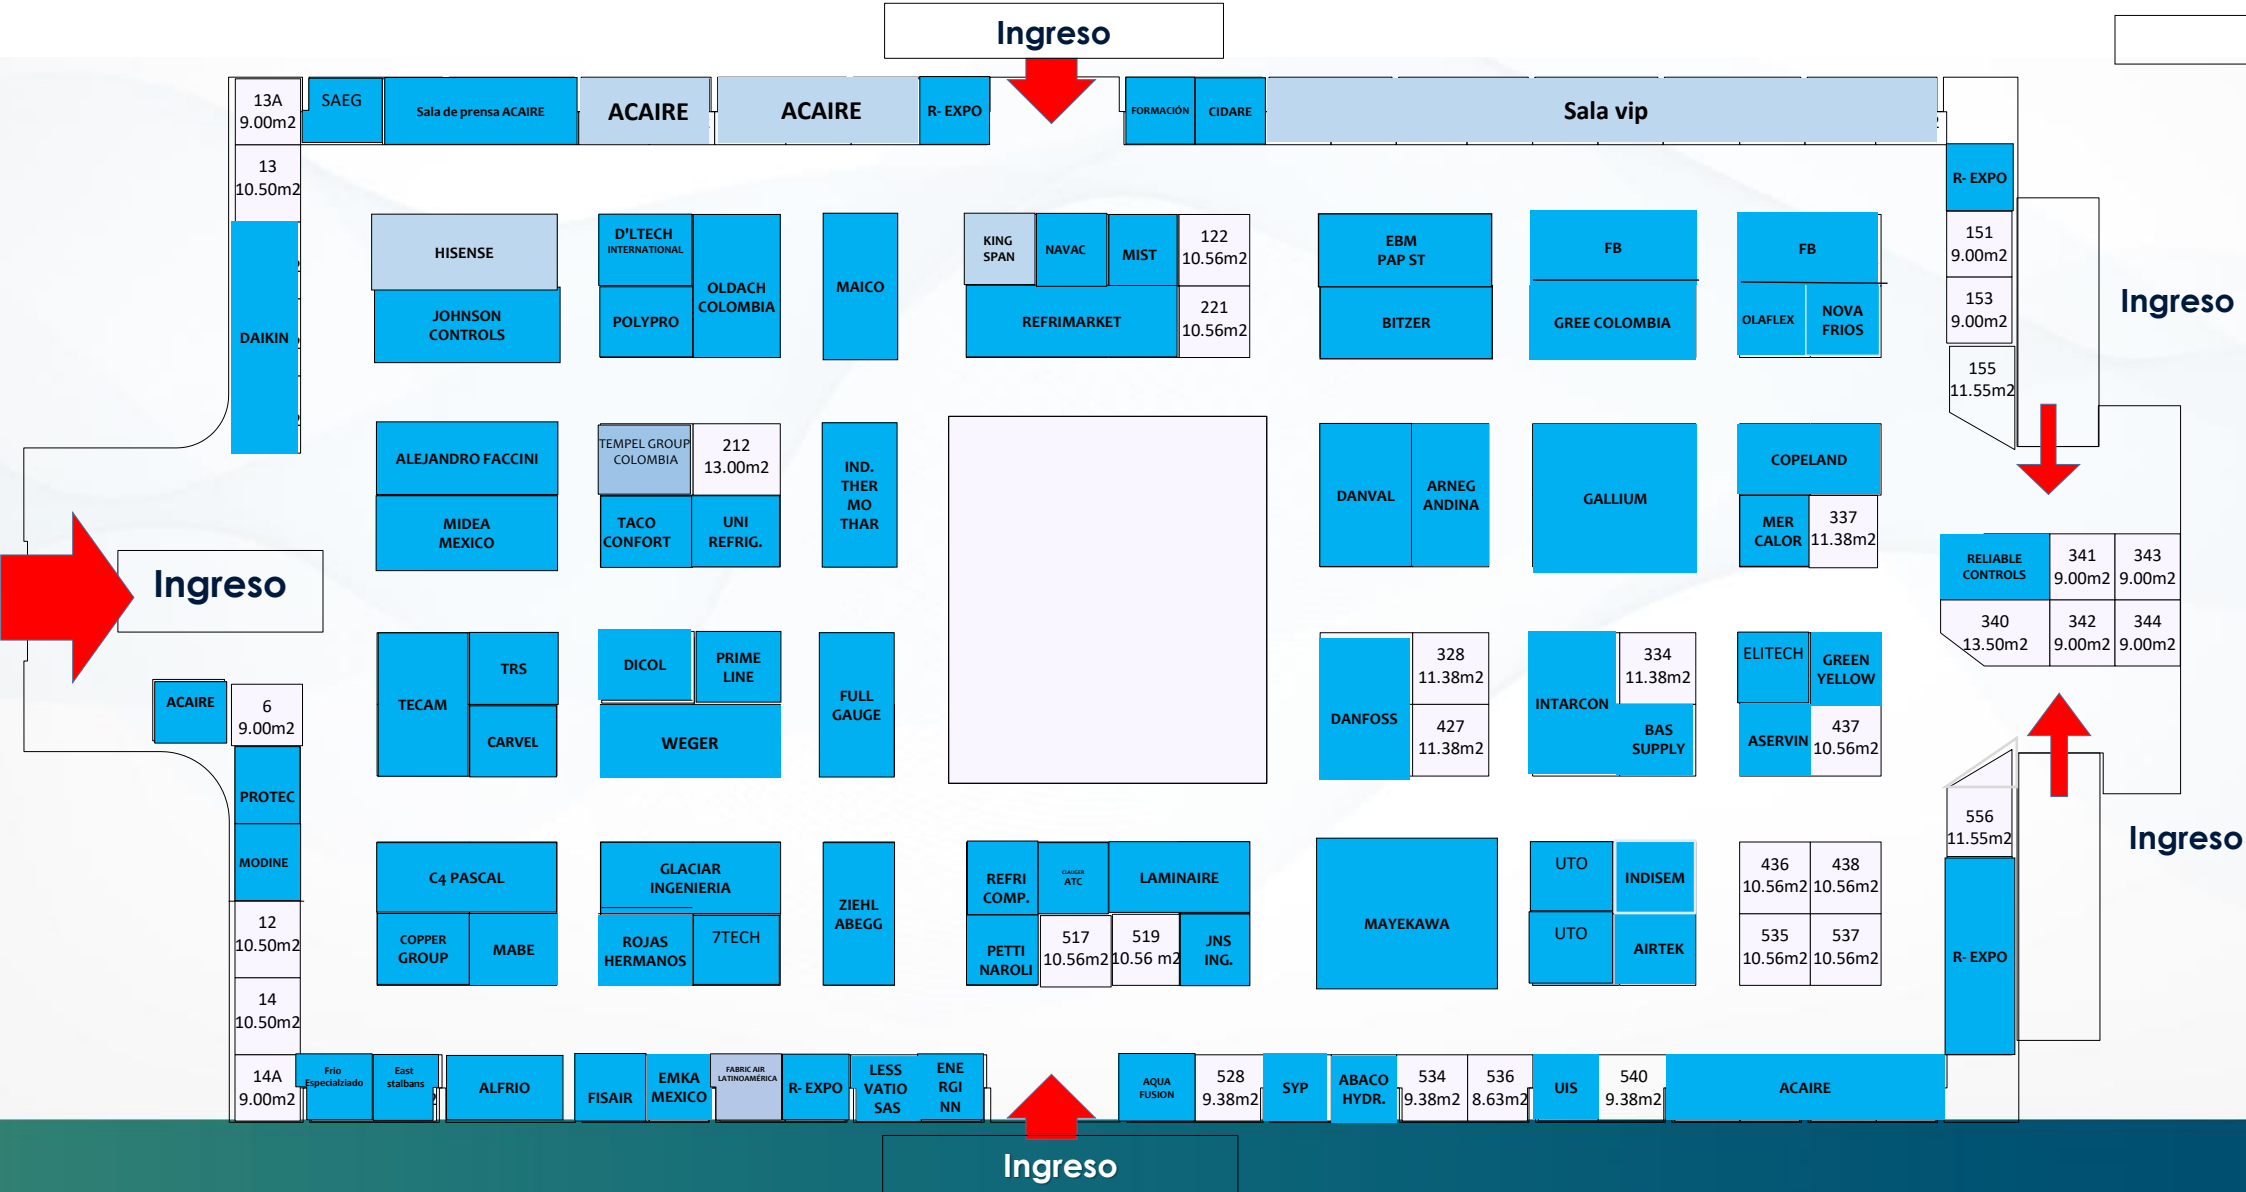 Ingreso
13A
9.00m2
SAEG
Sala de prensa ACAIRE
ACAIRE
ACAIRE
R- EXPO
FORMACIÓN
CIDARE
Sala vip
13
10.50m2
R- EXPO
HISENSE
D'LTECH
INTERNATIONAL
OLDACH
COLOMBIA
MAICO
KING
SPAN
NAVAC
MIST
122
10.56m2
EBM
PAP ST
FB
FB
151
9.00m2
DAIKIN
JOHNSON
CONTROLS
POLYPRO
REFRIMARKET
221
10.56m2
BITZER
GREE COLOMBIA
OLAFLEX
NOVA
FRIOS
153
9.00m2
Ingreso
155
11.55m2
ALEJANDRO FACCINI
TEMPEL GROUP
COLOMBIA
212
13.00m2
IND.
THER
MO
THAR
DANVAL
ARNEG
ANDINA
GALLIUM
COPELAND
MIDEA
MEXICO
TACO
CONFORT
UNI
REFRIG.
MER
CALOR
337
11.38m2
Ingreso
RELIABLE
CONTROLS
341
9.00m2
343
9.00m2
340
13.50m2
342
9.00m2
344
9.00m2
TECAM
TRS
DICOL
PRIME
LINE
FULL
GAUGE
DANFOSS
328
11.38m2
INTARCON
334
11.38m2
ELITECH
GREEN
YELLOW
ACAIRE
6
9.00m2
CARVEL
WEGER
427
11.38m2
BAS
SUPPLY
ASERVIN
437
10.56m2
PROTEC
556
11.55m2
Ingreso
MODINE
C4 PASCAL
GLACIAR
INGENIERIA
ZIEHL
ABEGG
REFRI
COMP.
CLAUGER
ATC
LAMINAIRE
MAYEKAWA
UTO
INDISEM
436
10.56m2
438
10.56m2
12
10.50m2
COPPER
GROUP
MABE
ROJAS
HERMANOS
7TECH
PETTI
NAROLI
517
10.56m2
519
10.56 m2
JNS
ING.
UTO
AIRTEK
535
10.56m2
537
10.56m2
R- EXPO
14
10.50m2
14A
9.00m2
Frio
Especialziado
East
stalbans
ALFRIO
FISAIR
EMKA
MEXICO
FABRIC AIR
LATINOAMÉRICA
R- EXPO
LESS
VATIO
SAS
ENE
RGI
NN
AQUA
FUSION
528
9.38m2
SYP
ABACO
HYDR.
534
9.38m2
536
8.63m2
UIS
540
9.38m2
ACAIRE
Ingreso